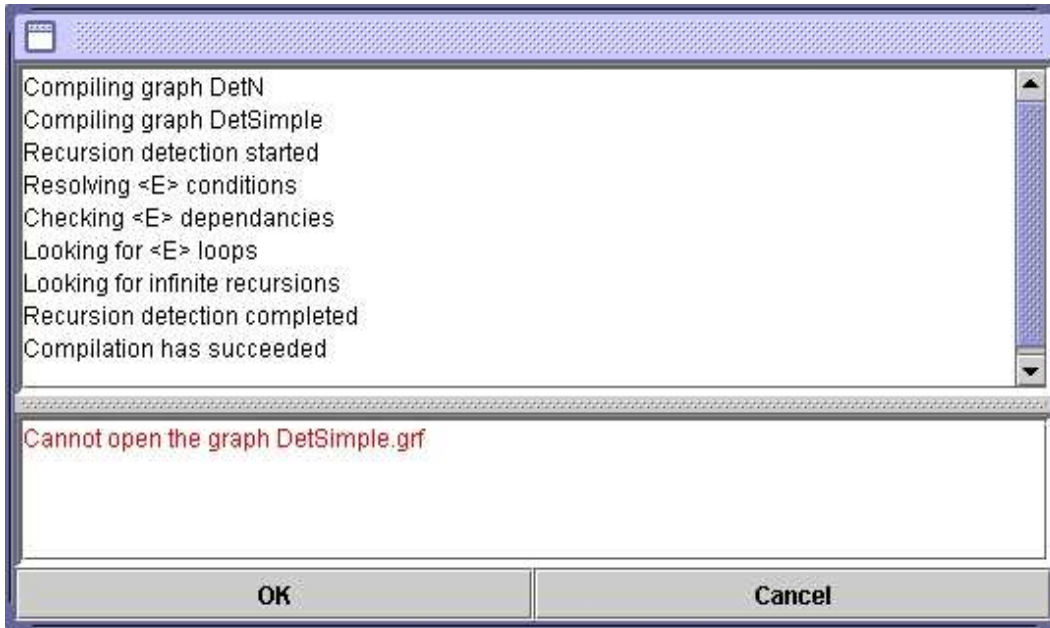 Compiling graph DetN
Compiling graph DetSimple
Recursion detection started
Resolving <E> conditions
Checking <E> dependancies
Looking for <E> loops
Looking for infinite recursions
Recursion detection completed
Compilation has succeeded
Cannot open the graph DetSimple.grf
OK
Cancel